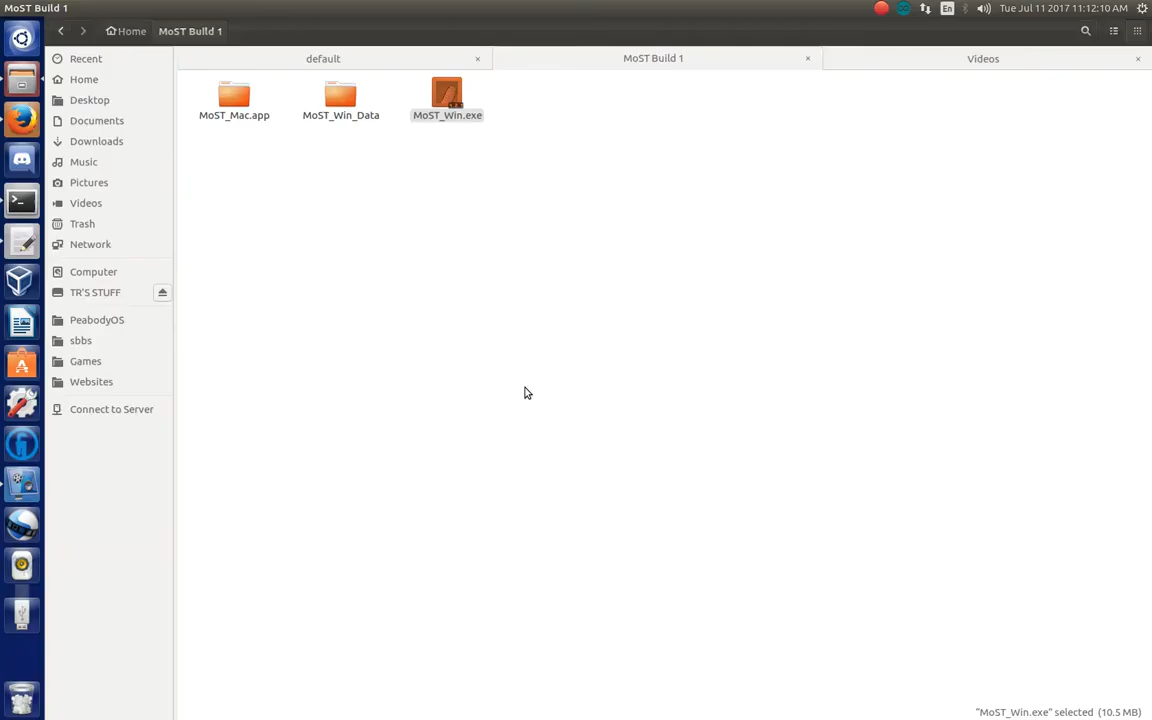 MoST Build 1
En
Tue Jul 11 2017 11:12:10 AM
Home
MoST Build 1
default
MoST Build 1
Videos
Recent
Home
Desktop
Documents
Downloads
Music
Pictures
Videos
Trash
Network
Computer
TR'S STUFF
PeabodyOS
sbbs
Games
Websites
Connect to Server
MoST_Mac.app
MoST_Win_Data
MoST_Win.exe
"MoST_Win.exe" selected (10.5 MB)